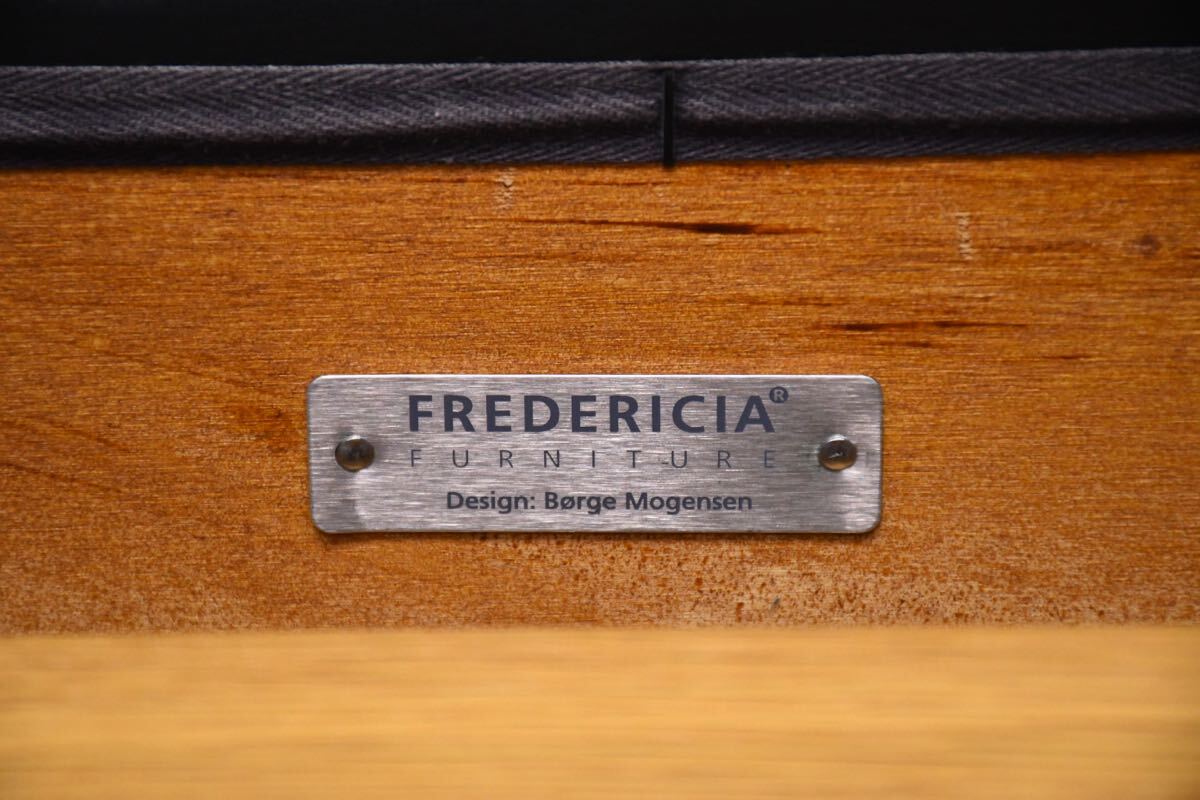 FREDERICIA®
FURNITURE
Design: Børge Mogensen